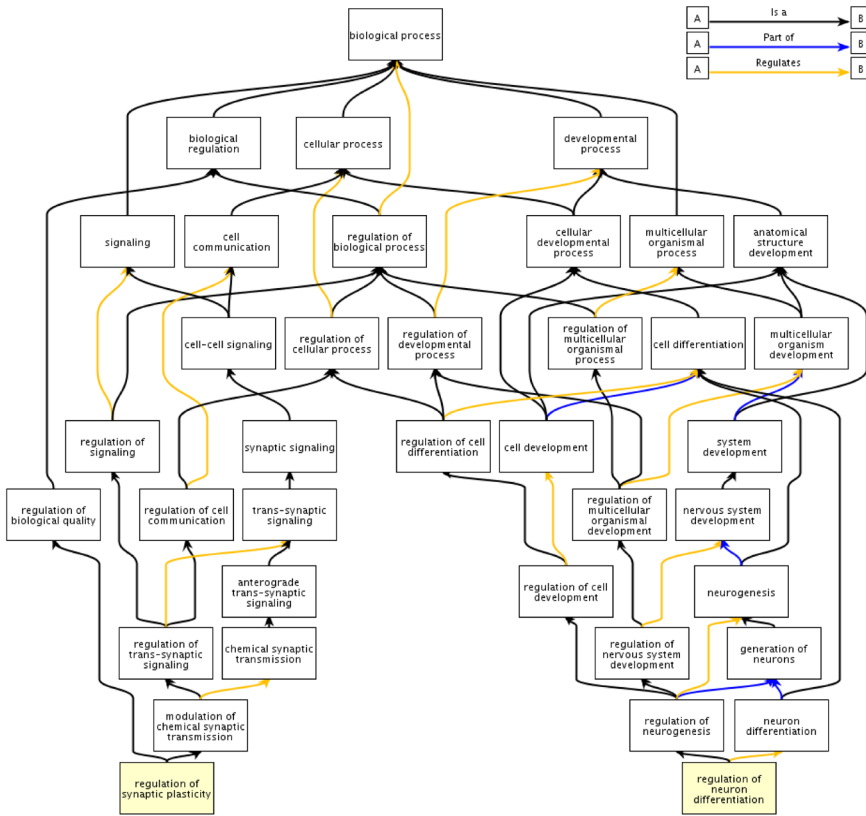 biological process
A
Is a
B
A
Part of
B
A
Regulates
B
biological
regulation
cellular process
developmental
process
signaling
cell
communication
regulation of
biological process
cellular
developmental
process
multicellular
organismal
process
anatomical
structure
development
cell-cell signaling
regulation of
cellular process
regulation of
developmental
process
regulation of
multicellular
organismal
process
cell differentiation
multicellular
organism
development
regulation of
signaling
synaptic signaling
regulation of cell
differentiation
cell development
system
development
regulation of
biological quality
regulation of cell
communication
trans-synaptic
signaling
regulation of
multicellular
organismal
development
nervous system
development
anterograde
trans-synaptic
signaling
regulation of cell
development
neurogenesis
regulation of
trans-synaptic
signaling
chemical synaptic
transmission
regulation of
nervous system
development
generation of
neurons
modulation of
chemical synaptic
transmission
regulation of
neurogenesis
neuron
differentiation
regulation of
synaptic plasticity
regulation of
neuron
differentiation